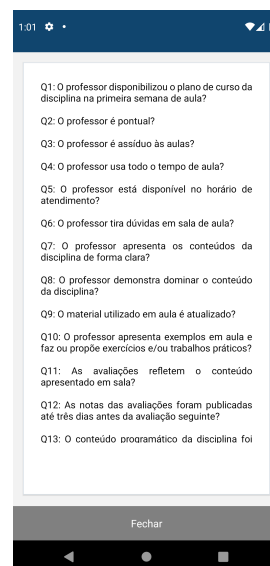 1:01
Q1: O professor disponibilizou o plano de curso da
disciplina na primeira semana de aula?
Q2: O professor é pontual?
Q3: O professor é assíduo às aulas?
Q4: O professor usa todo o tempo de aula?
Q5: O professor está disponível no horário de
atendimento?
Q6: O professor tira dúvidas em sala de aula?
Q7: O professor apresenta os conteúdos da
disciplina de forma clara?
Q8: O professor demonstra dominar o conteúdo
da disciplina?
Q9: O material utilizado em aula é atualizado?
Q10: O professor apresenta exemplos em aula e
faz ou propõe exercícios e/ou trabalhos práticos?
Q11: As avaliações refletem o conteúdo
apresentado em sala?
Q12: As notas das avaliações foram publicadas
até três dias antes da avaliação seguinte?
Q13: O conteúdo programático da disciplina foi
Fechar